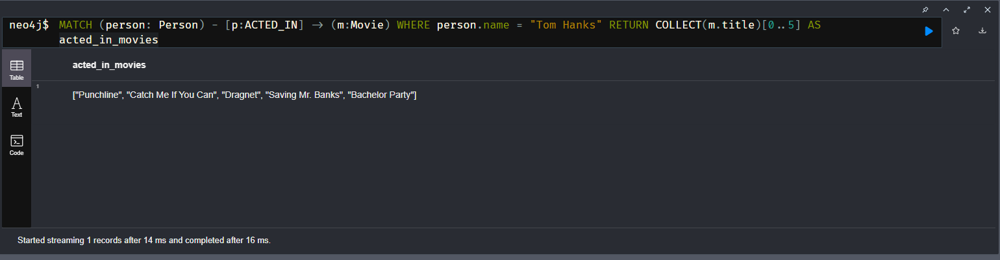 neo4j$ MATCH (person: Person) - [p:ACTED_IN] -> (m:Movie) WHERE person.name = "Tom Hanks" RETURN COLLECT(m.title)[0..5] AS
acted_in_movies
Table
acted_in_movies
1
["Punchline", "Catch Me If You Can", "Dragnet", "Saving Mr. Banks", "Bachelor Party"]
Text
Code
Started streaming 1 records after 14 ms and completed after 16 ms.